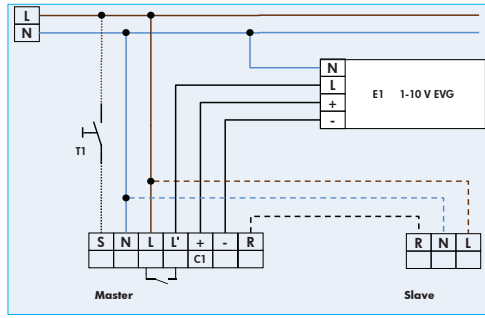 L
N
N
L
E1 1-10 V EVG
+
-
T1
S N L L' + - R
C1
R N L
Master
Slave